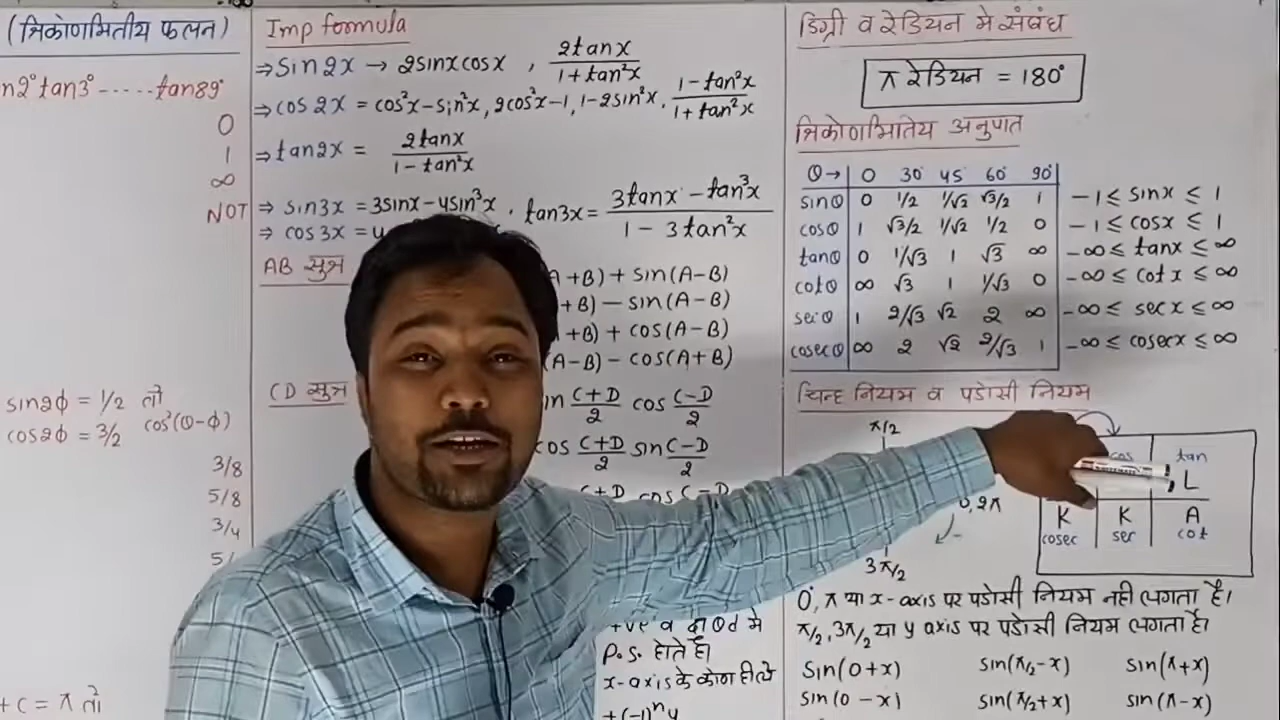 (त्रिकोणमितीय फलन)
n2° tan3° ----- tan89°
0
1
∞
NOT
sin2φ = 1/2 तो
cos2φ = 3/2 cos²(θ-φ)
3/8
5/8
3/4
5/
+ C = π तो
Imp formula
⇒ sin2x → 2sinxcosx , 2tanx / 1+tan²x
⇒ cos2x = cos²x-sin²x, 2cos²x-1, 1-2sin²x, 1-tan²x / 1+tan²x
⇒ tan2x = 2tanx / 1-tan²x
⇒ sin3x = 3sinx-4sin³x , tan3x = 3tanx-tan³x / 1-3tan²x
⇒ cos3x = 4
AB सूत्र
A+B) + sin(A-B)
+B) - sin(A-B)
+B) + cos(A-B)
(A-B) - cos(A+B)
CD सूत्र
in C+D/2 cos C-D/2
cos C+D/2 sin C-D/2
C+D cos C-D
P.S. होते है।
डिग्री व रेडियन मे संबंध
π रेडियन = 180°
त्रिकोणमितिय अनुपात
θ→ 0 30° 45° 60° 90°
sinθ 0 1/2 1/√2 √3/2 1 -1 ≤ sinx ≤ 1
cosθ 1 √3/2 1/√2 1/2 0 -1 ≤ cosx ≤ 1
tanθ 0 1/√3 1 √3 ∞ -∞ ≤ tanx ≤ ∞
cotθ ∞ √3 1 1/√3 0 -∞ ≤ cotx ≤ ∞
secθ 1 2/√3 √2 2 ∞ -∞ ≤ secx ≤ ∞
cosecθ ∞ 2 √2 2/√3 1 -∞ ≤ cosecx ≤ ∞
चिन्ह नियम व पडोसी नियम
π/2
0, 2π
-
3π/2
cos tan
L
K K A
cosec ser cot
0°, π या x-axis पर पडोसी नियम नही लगता है।
π/2, 3π/2 या y axis पर पडोसी नियम लगता है।
sin(0+x) sin(π/2-x) sin(π+x)
sin(0-x) sin(π/2+x) sin(π-x)